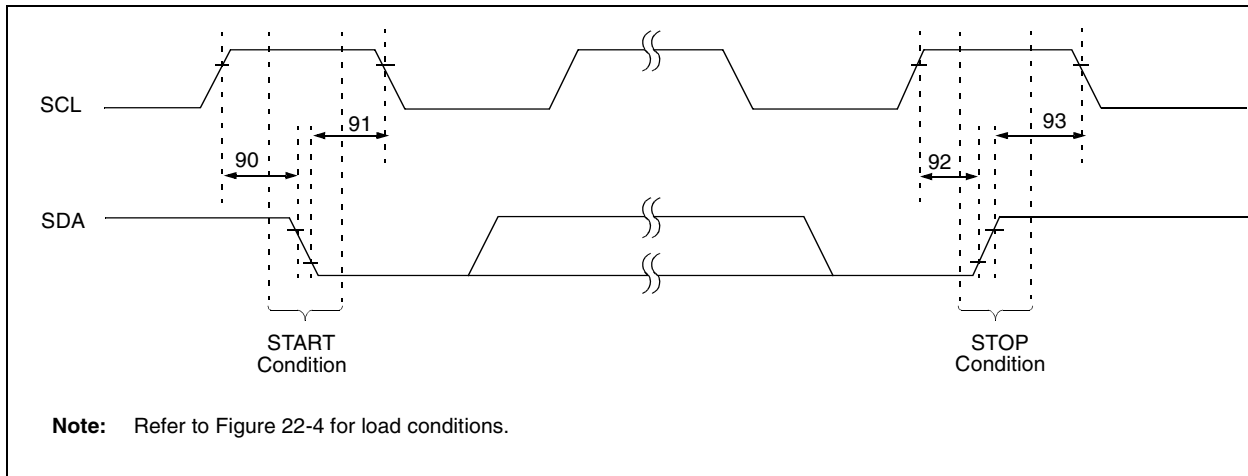 SCL
91
93
90
92
SDA
START
Condition
STOP
Condition
Note: Refer to Figure 22-4 for load conditions.